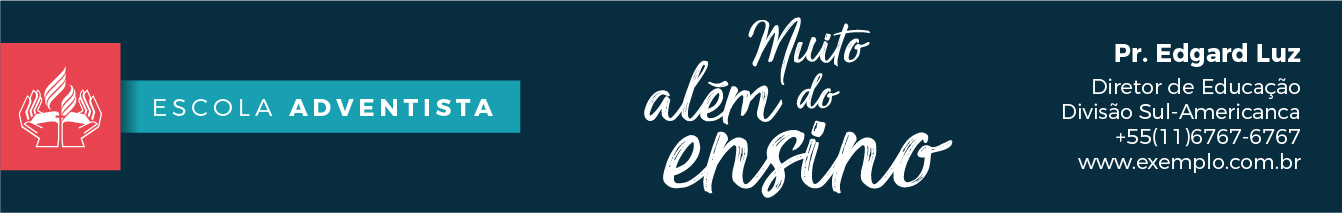 ESCOLA ADVENTISTA
Muito
além do
ensino
Pr. Edgard Luz
Diretor de Educação
Divisão Sul-Americanca
+55(11)6767-6767
www.exemplo.com.br